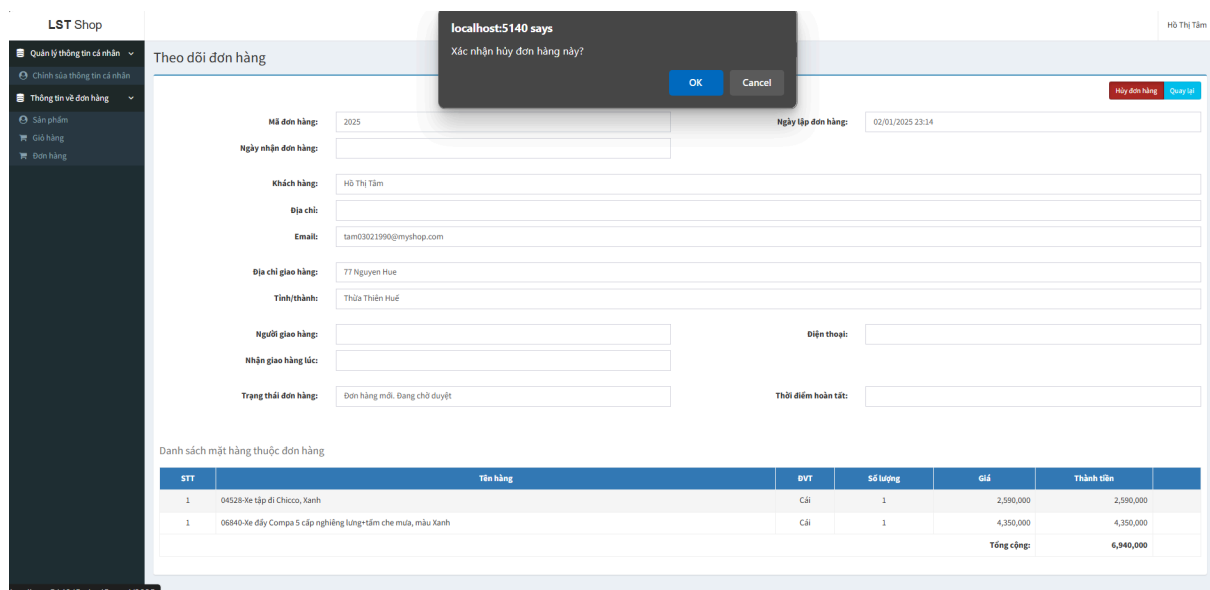 LST Shop
localhost:5140 says
Xác nhận hủy đơn hàng này?
OK Cancel
Hồ Thị Tâm
Quản lý thông tin cá nhân
Chỉnh sửa thông tin cá nhân
Thông tin về đơn hàng
Sản phẩm
Giỏ hàng
Đơn hàng
Theo dõi đơn hàng
Hủy đơn hàng Quay lại
Mã đơn hàng: 2025 Ngày lập đơn hàng: 02/01/2025 23:14
Ngày nhận đơn hàng:
Khách hàng: Hồ Thị Tâm
Địa chỉ:
Email: tam03021990@myshop.com
Địa chỉ giao hàng: 77 Nguyen Hue
Tỉnh/thành: Thừa Thiên Huế
Người giao hàng: Điện thoại:
Nhận giao hàng lúc:
Trạng thái đơn hàng: Đơn hàng mới. Đang chờ duyệt Thời điểm hoàn tất:
Danh sách mặt hàng thuộc đơn hàng
STT Tên hàng ĐVT Số lượng Giá Thành tiền
1 04528-Xe tập đi Chicco, Xanh Cái 1 2,590,000 2,590,000
1 06840-Xe đẩy Compa 5 cấp nghiêng lưng+tấm che mưa, màu Xanh Cái 1 4,350,000 4,350,000
Tổng cộng: 6,940,000